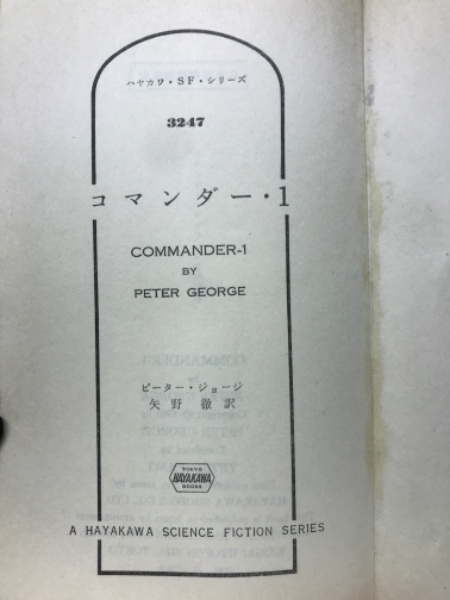 ハヤカワ・SF・シリーズ
3247
コマンダー・1
COMMANDER-1
BY
PETER GEORGE
ピーター・ジョージ
矢野徹訳
TOKYO
HAYAKAWA
BOOKS
A HAYAKAWA SCIENCE FICTION SERIES